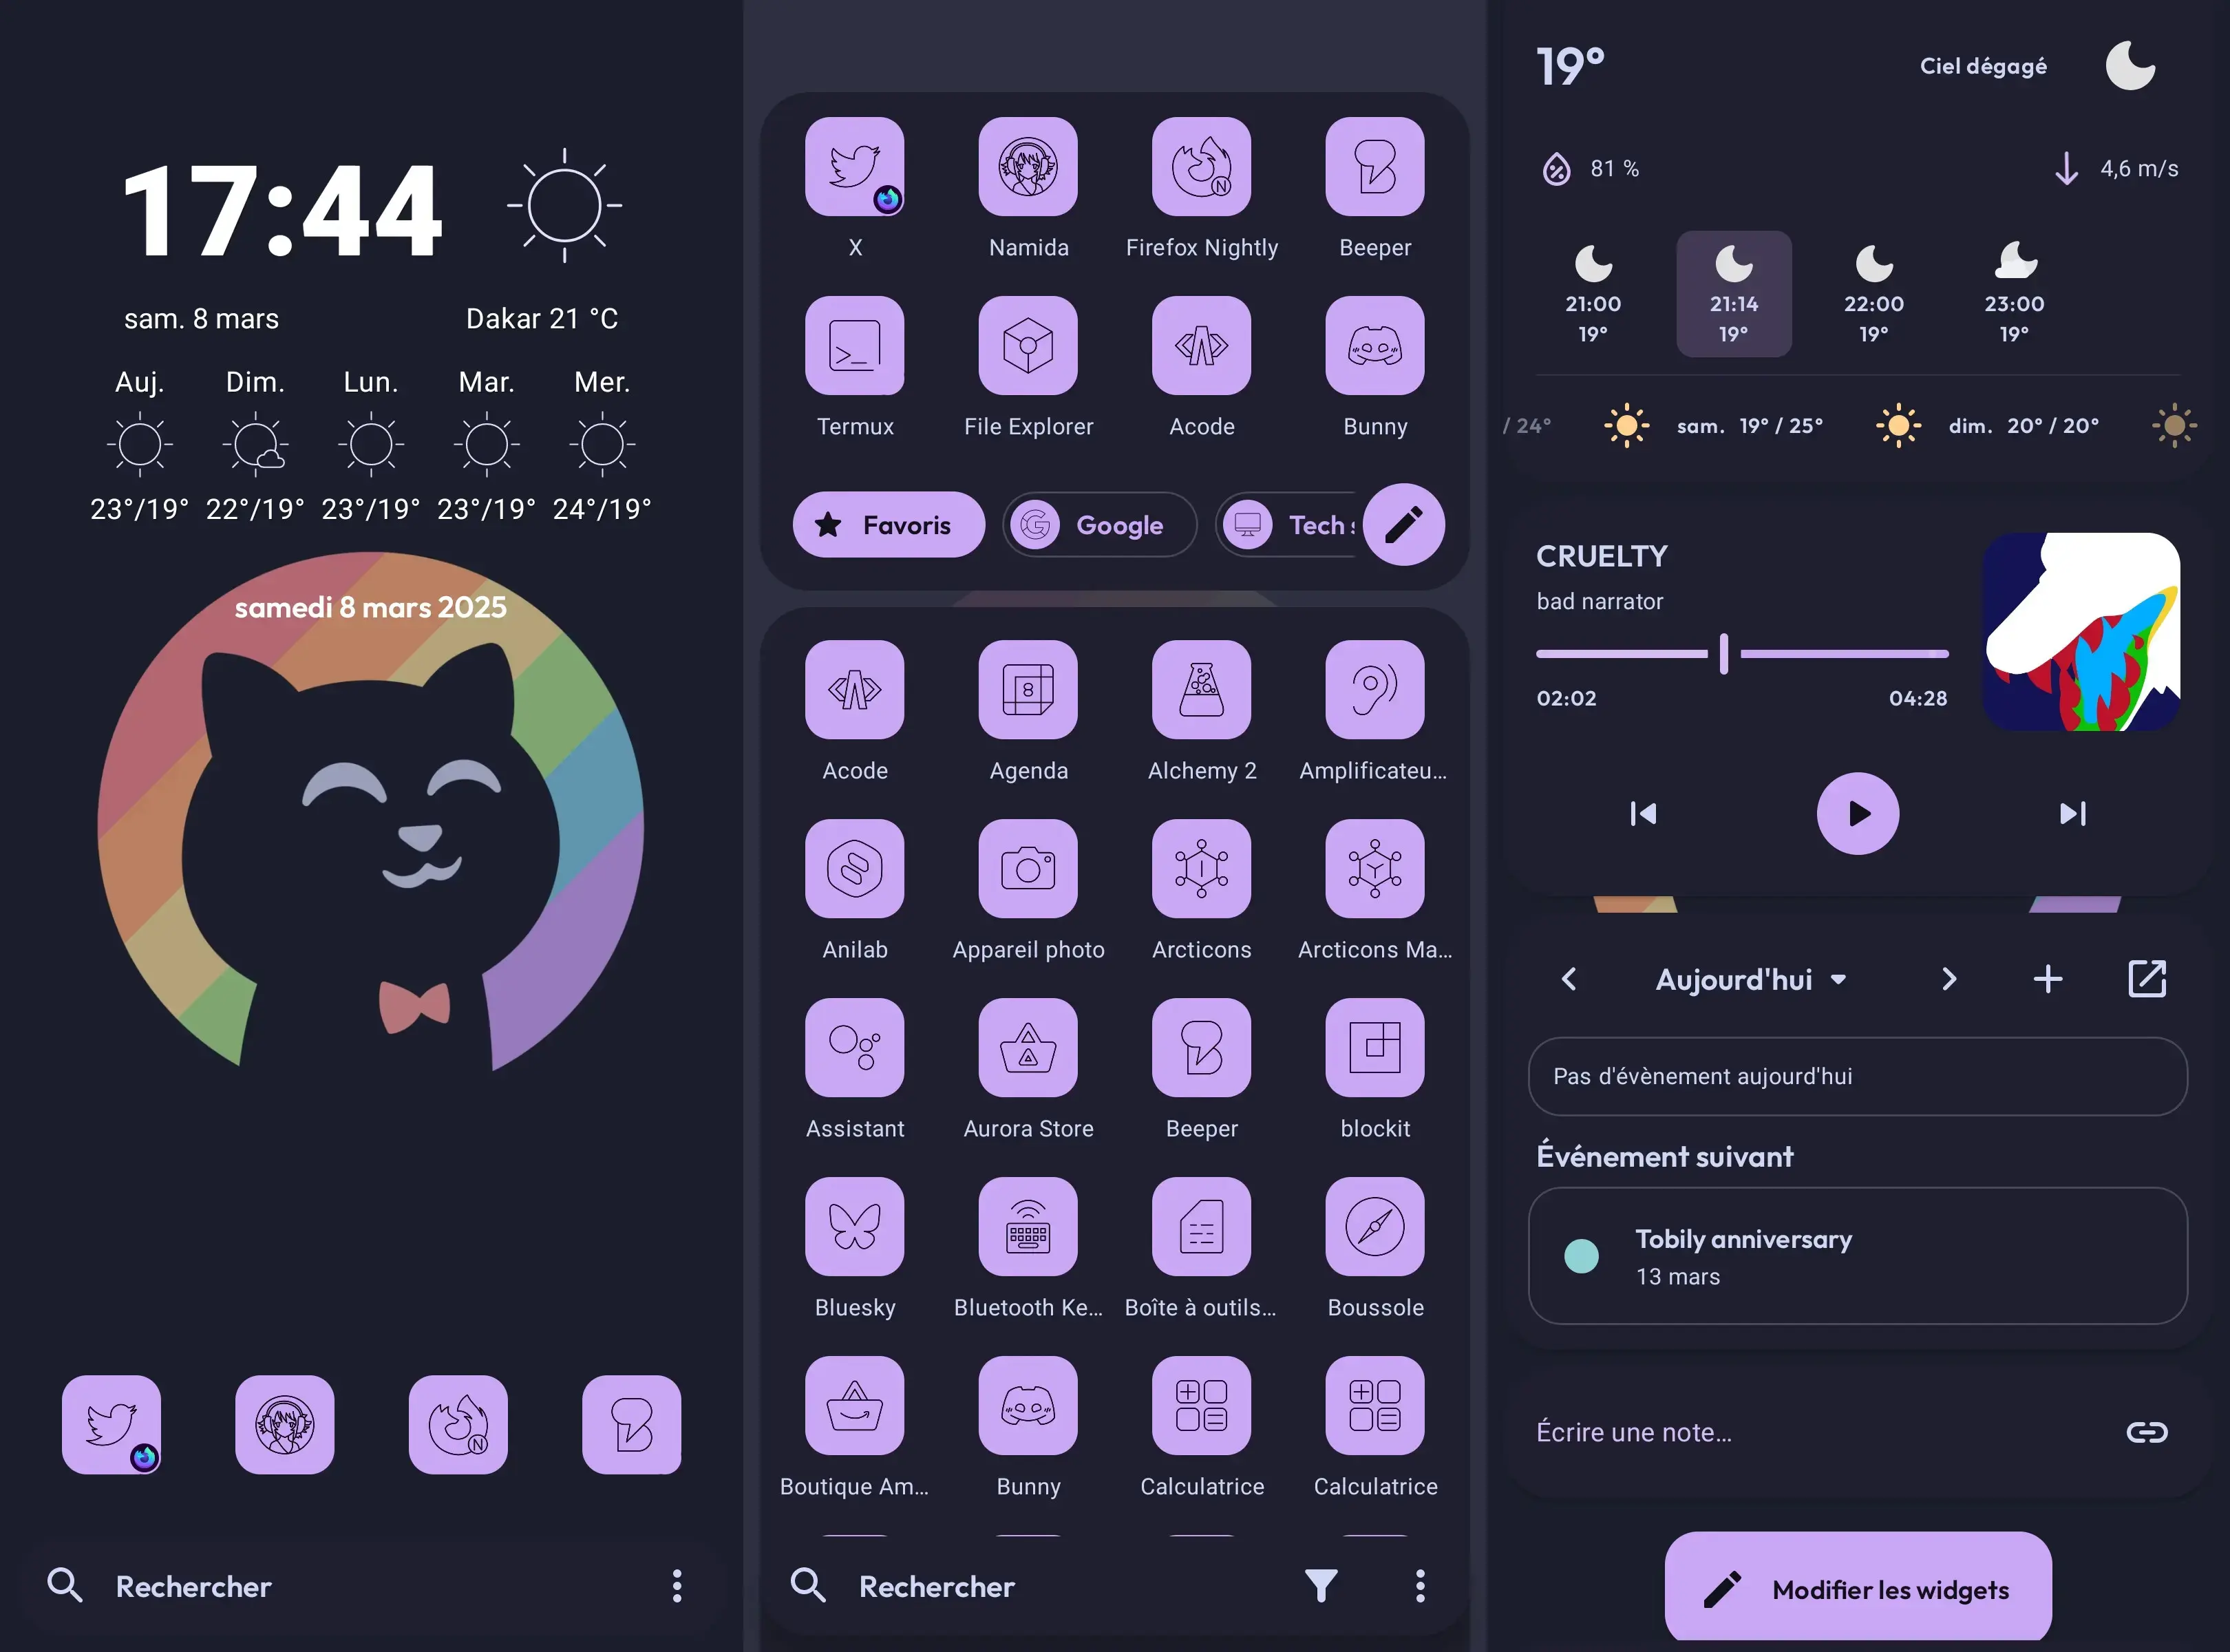 17:44
sam. 8 mars
Dakar 21 °C
Auj. Dim. Lun. Mar. Mer.
23°/19° 22°/19° 23°/19° 23°/19° 24°/19°
samedi 8 mars 2025
Rechercher
X Namida Firefox Nightly Beeper
Termux File Explorer Acode Bunny
Favoris Google Tech
Acode Agenda Alchemy 2 Amplificateu...
Anilab Appareil photo Arcticons Arcticons Ma...
Assistant Aurora Store Beeper blockit
Bluesky Bluetooth Ke... Boîte à outils... Boussole
Boutique Am... Bunny Calculatrice Calculatrice
Rechercher
19°
Ciel dégagé
81 %
4,6 m/s
21:00 21:14 22:00 23:00
19° 19° 19° 19°
/ 24° sam. 19° / 25° dim. 20° / 20°
CRUELTY
bad narrator
02:02 04:28
Aujourd'hui
Pas d'évènement aujourd'hui
Événement suivant
Tobily anniversary
13 mars
Écrire une note...
Modifier les widgets